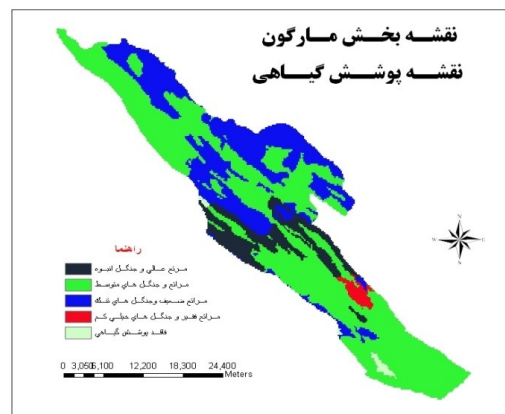 نقشه بخش مارگون
نقشه پوشش گیاهی
راهنما
مرتع عالی و جنگل انبوه
مراتع و جنگل های متوسط
مراتع ضعیف وجنگل های تنک
مراتع فقیر و جنگل های خیلی کم
فاقد پوشش گیاهی
0 3,050 6,100 12,200 18,300 24,400
Meters
N
W E
S